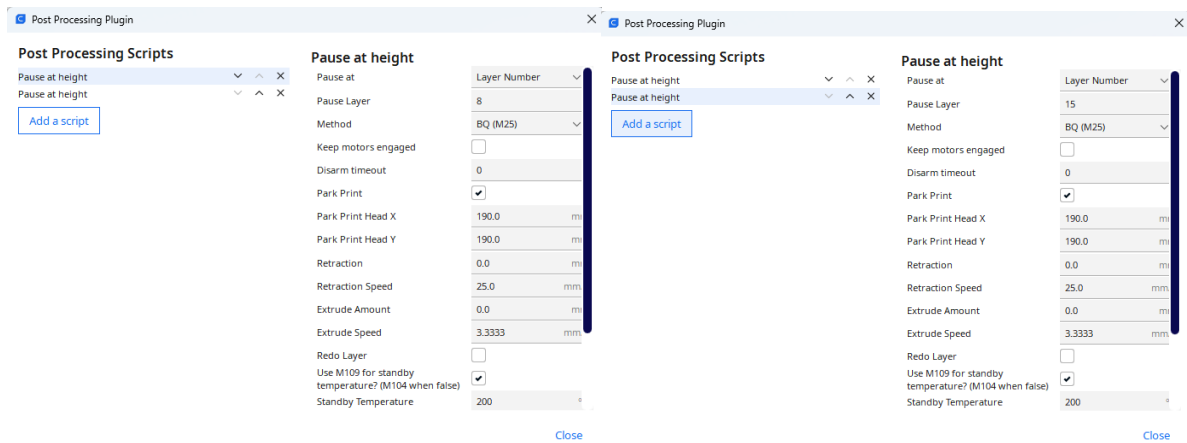 Post Processing Plugin
Post Processing Scripts
Pause at height
Pause at height
Add a script
Pause at height
Pause at Layer Number
Pause Layer 8
Method BQ (M25)
Keep motors engaged
Disarm timeout 0
Park Print
Park Print Head X 190.0
Park Print Head Y 190.0
Retraction 0.0
Retraction Speed 25.0 mm
Extrude Amount 0.0
Extrude Speed 3.3333 mm
Redo Layer
Use M109 for standby
temperature? (M104 when false)
Standby Temperature 200 °
Close
Post Processing Plugin
Post Processing Scripts
Pause at height
Pause at height
Add a script
Pause at height
Pause at Layer Number
Pause Layer 15
Method BQ (M25)
Keep motors engaged
Disarm timeout 0
Park Print
Park Print Head X 190.0
Park Print Head Y 190.0
Retraction 0.0
Retraction Speed 25.0 mm
Extrude Amount 0.0
Extrude Speed 3.3333 mm
Redo Layer
Use M109 for standby
temperature? (M104 when false)
Standby Temperature 200 °
Close